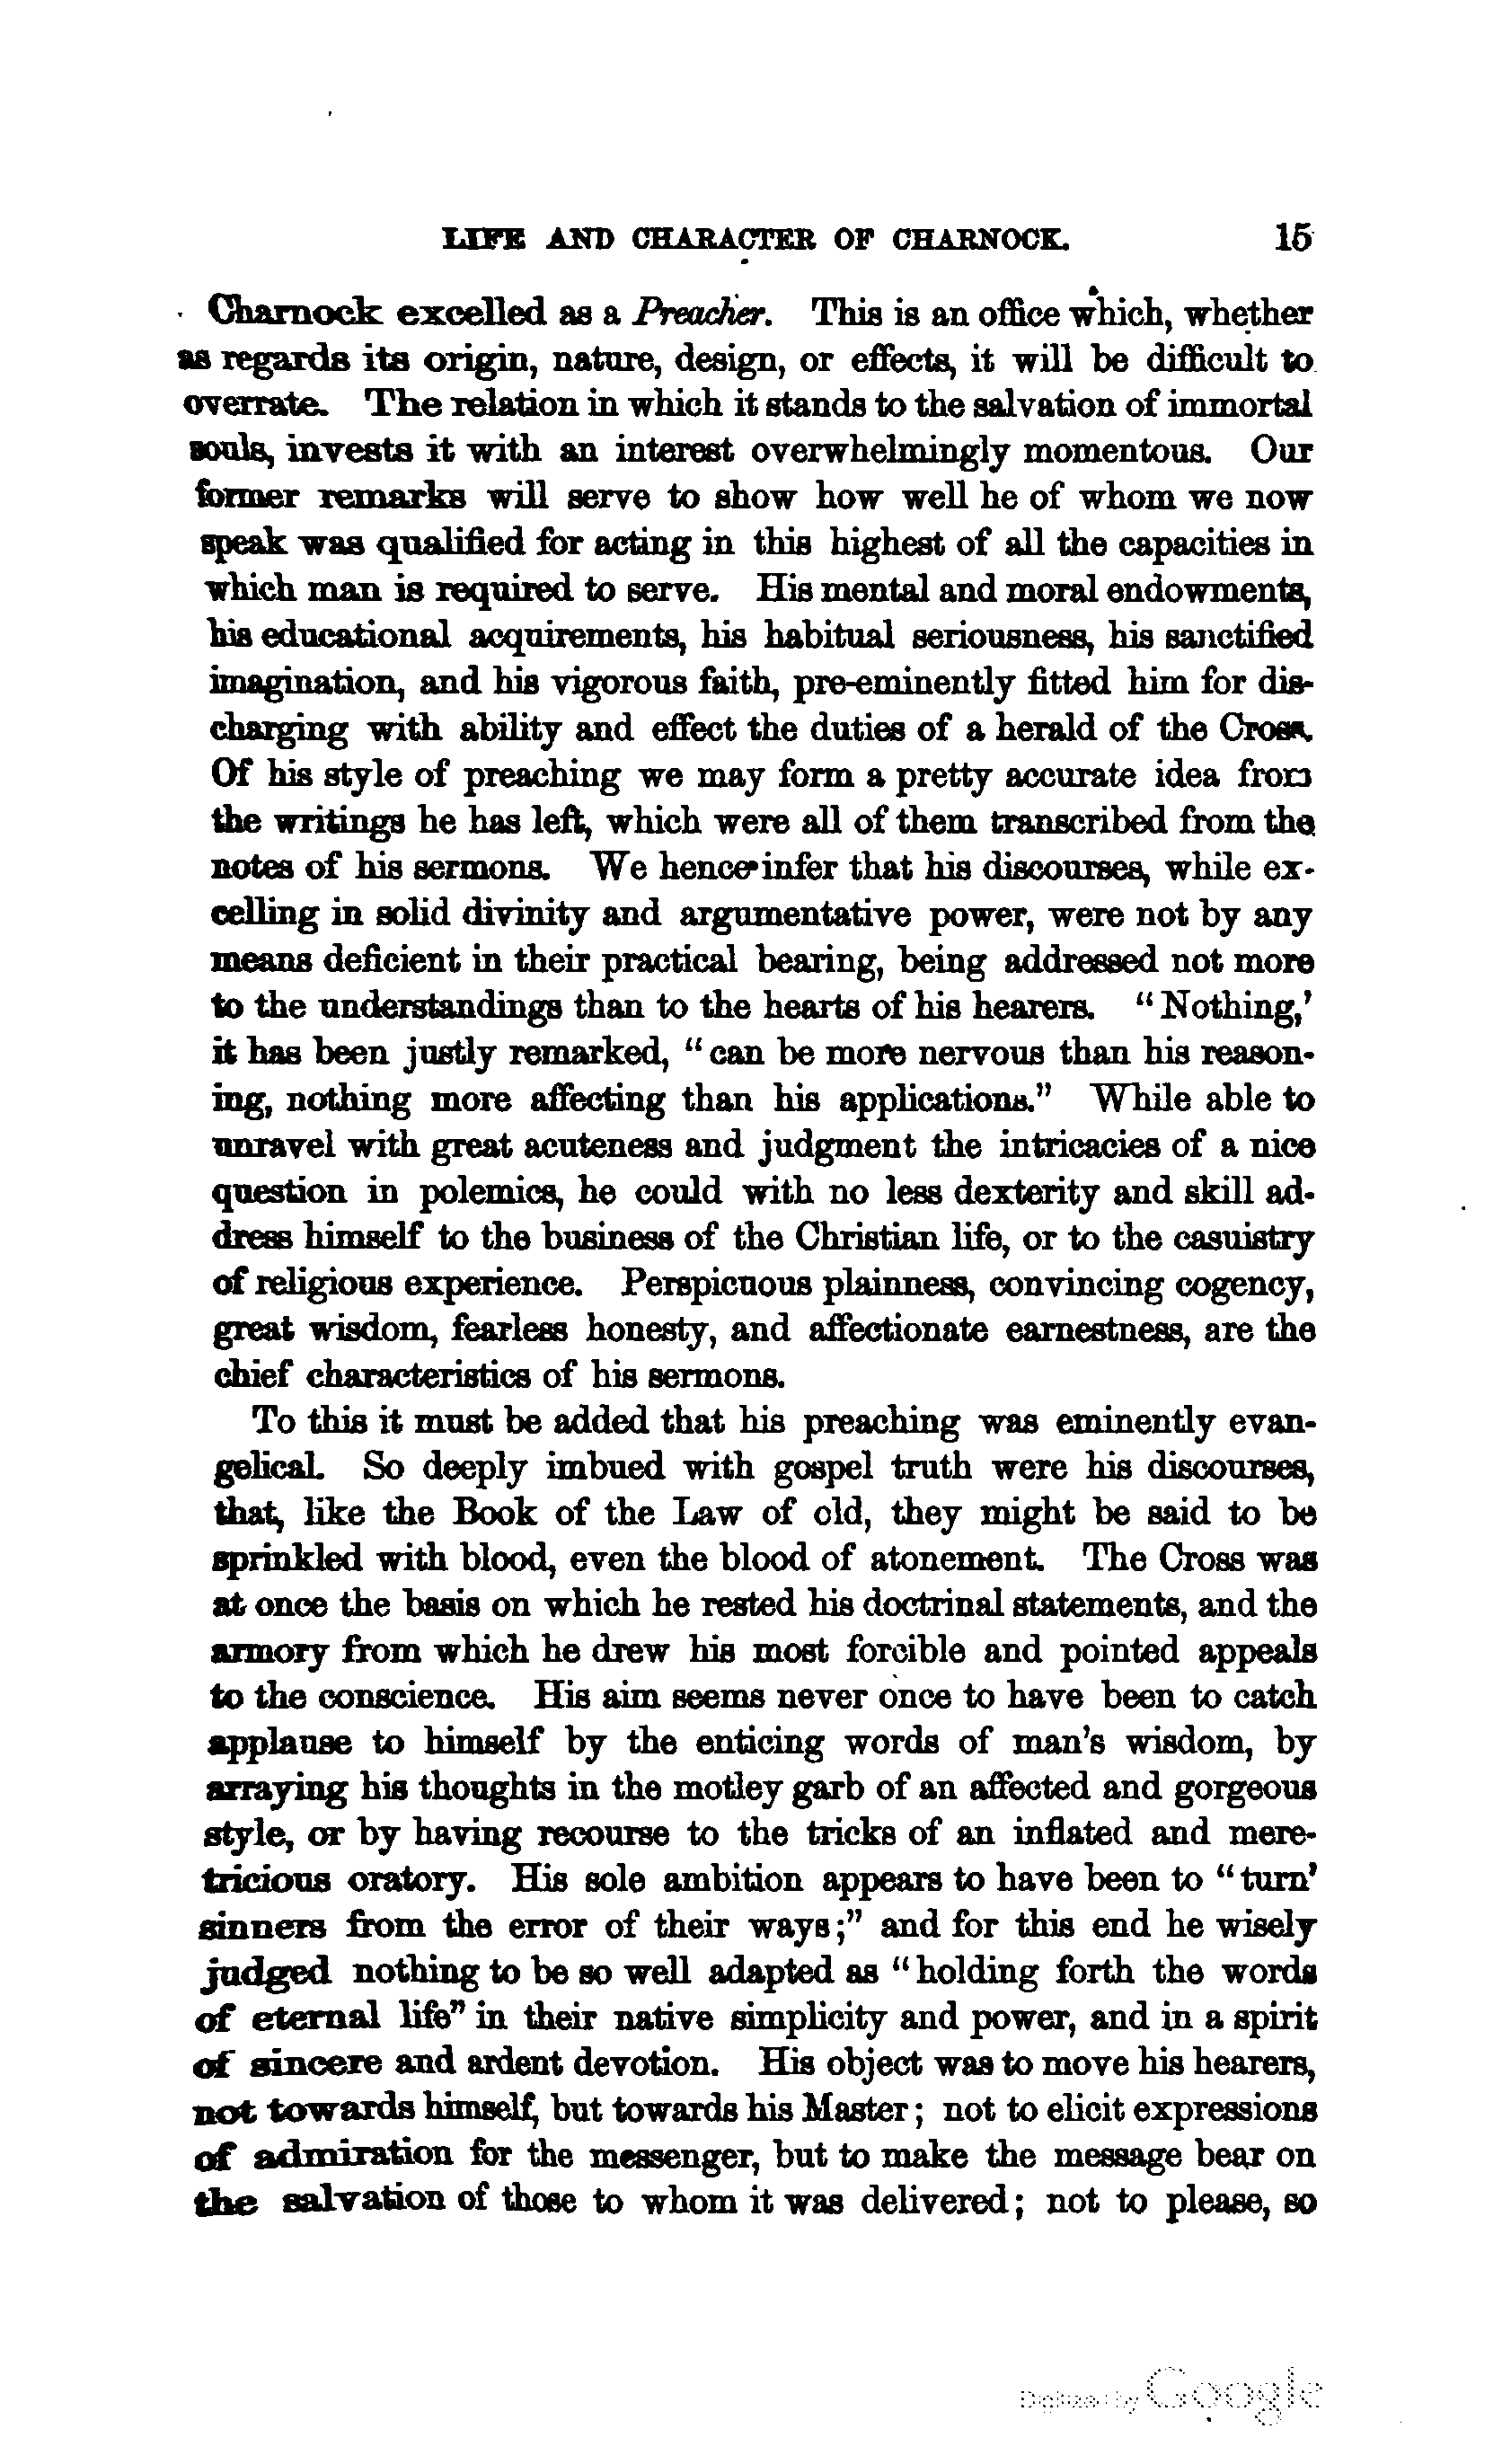 LIFE AND CHARACTER OF CHARNOCK. 15
Charnock excelled as a Preacher. This is an office which, whether
as regards its origin, nature, design, or effects, it will be difficult to
overrate. The relation in which it stands to the salvation of immortal
souls, invests it with an interest overwhelmingly momentous. Our
former remarks will serve to show how well he of whom we now
speak was qualified for acting in this highest of all the capacities in
which man is required to serve. His mental and moral endowments,
his educational acquirements, his habitual seriousness, his sanctified
imagination, and his vigorous faith, pre-eminently fitted him for dis-
charging with ability and effect the duties of a herald of the Cross.
Of his style of preaching we may form a pretty accurate idea from
the writings he has left, which were all of them transcribed from the
notes of his sermons. We hence infer that his discourses, while ex-
celling in solid divinity and argumentative power, were not by any
means deficient in their practical bearing, being addressed not more
to the understandings than to the hearts of his hearers. "Nothing,'
it has been justly remarked, "can be more nervous than his reason-
ing, nothing more affecting than his applications." While able to
unravel with great acuteness and judgment the intricacies of a nice
question in polemics, he could with no less dexterity and skill ad-
dress himself to the business of the Christian life, or to the casuistry
of religious experience. Perspicuous plainness, convincing cogency,
great wisdom, fearless honesty, and affectionate earnestness, are the
chief characteristics of his sermons.
To this it must be added that his preaching was eminently evan-
gelical. So deeply imbued with gospel truth were his discourses,
that, like the Book of the Law of old, they might be said to be
sprinkled with blood, even the blood of atonement. The Cross was
at once the basis on which he rested his doctrinal statements, and the
armory from which he drew his most forcible and pointed appeals
to the conscience. His aim seems never once to have been to catch
applause to himself by the enticing words of man's wisdom, by
arraying his thoughts in the motley garb of an affected and gorgeous
style, or by having recourse to the tricks of an inflated and mere-
tricious oratory. His sole ambition appears to have been to "turn'
sinners from the error of their ways;" and for this end he wisely
judged nothing to be so well adapted as "holding forth the words
of eternal life" in their native simplicity and power, and in a spirit
of sincere and ardent devotion. His object was to move his hearers,
not towards himself, but towards his Master; not to elicit expressions
of admiration for the messenger, but to make the message bear on
the salvation of those to whom it was delivered; not to please, so
Digitized by Google